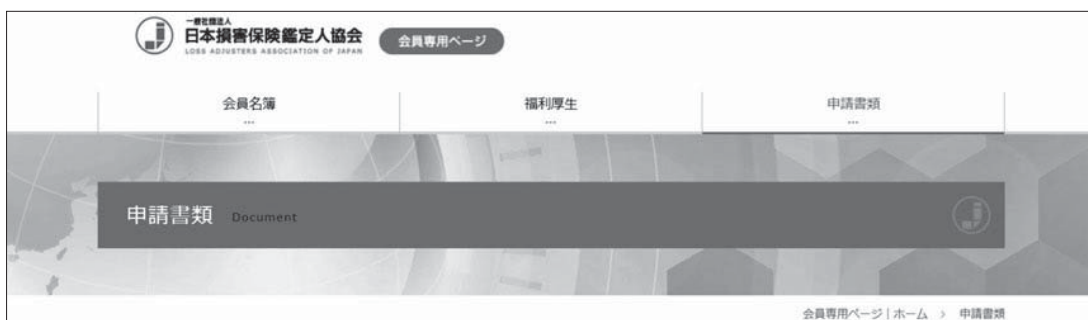 一般社団法人
日本損害保険鑑定人協会
LOSS ADJUSTERS ASSOCIATION OF JAPAN
会員専用ページ
会員名簿
福利厚生
申請書類
申請書類 Document
会員専用ページ | ホーム > 申請書類